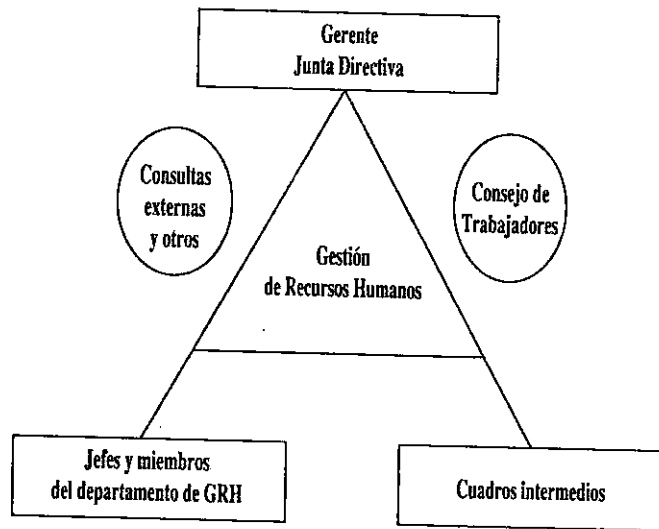 Gerente
Junta Directiva
Consultas
externas
y otros
Consejo de
Trabajadores
Gestión
de Recursos Humanos
Jefes y miembros
del departamento de GRH
Cuadros intermedios